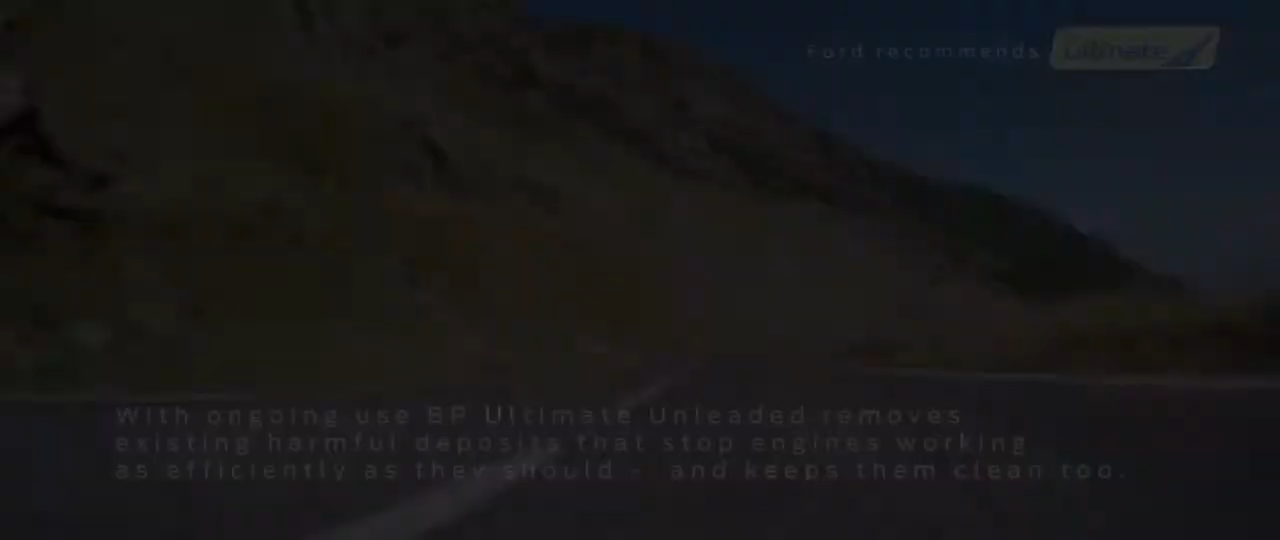 Ford recommends ultimate
With ongoing use BP Ultimate Unleaded removes
existing harmful deposits that stop engines working
as efficiently as they should - and keeps them clean too.